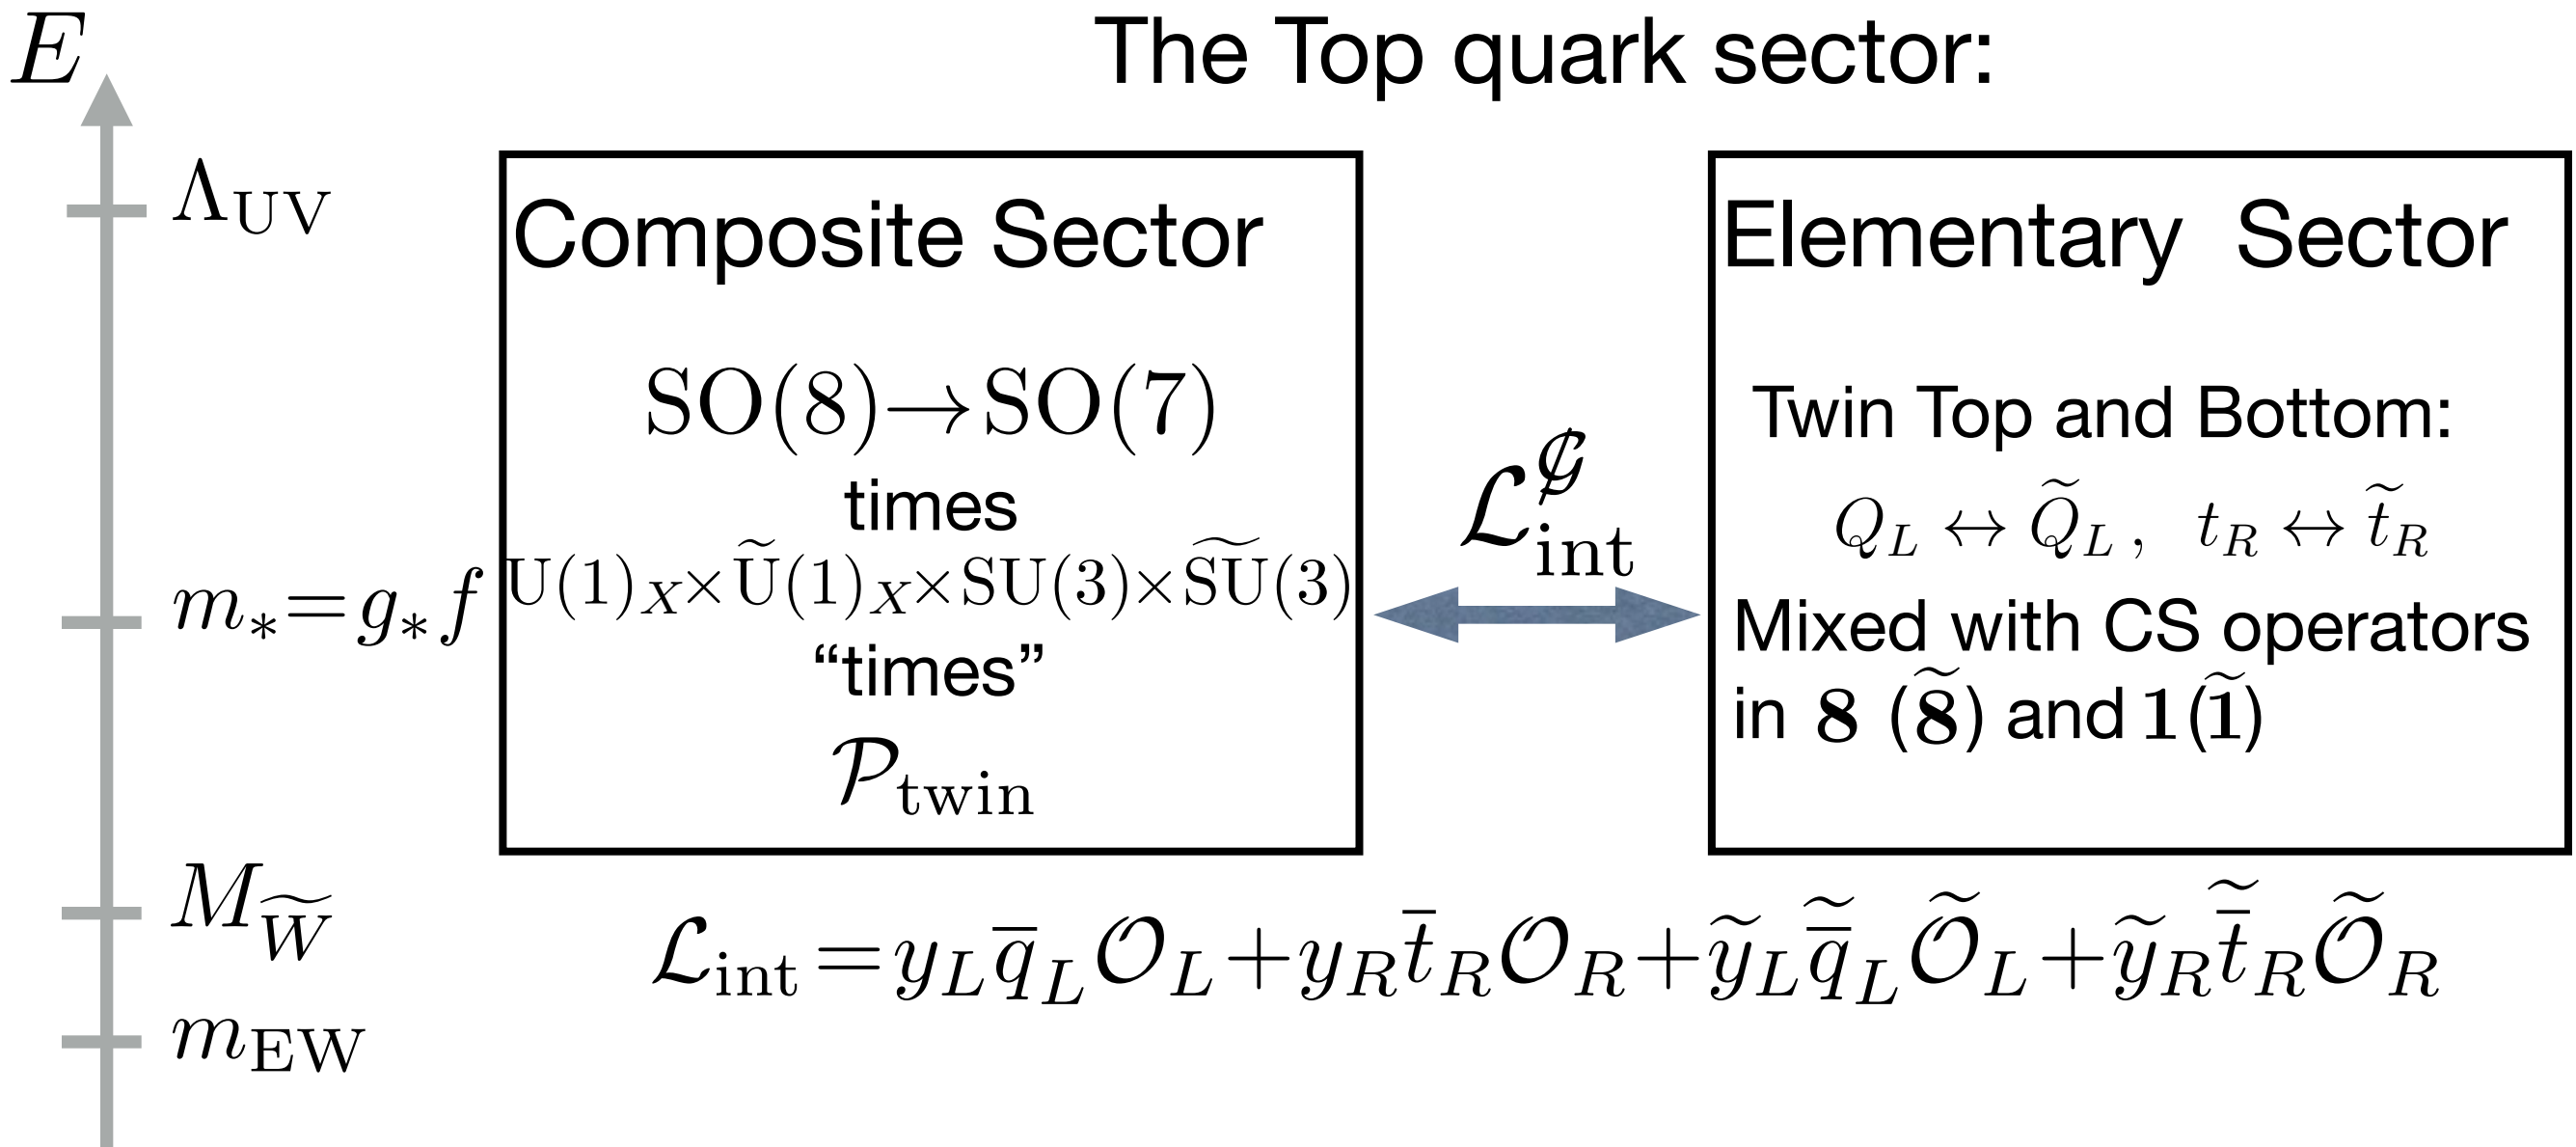 The Top quark sector:
E
Λ_UV
m_* = g_* f
M_W̃
m_EW
Composite Sector
SO(8)→SO(7)
times
U(1)_X × Ũ(1)_X × SU(3) × S͠U(3)
“times”
𝒫_twin
ℒ_int^𝒢̸
Elementary Sector
Twin Top and Bottom:
Q_L ↔ Q̃_L , t_R ↔ t̃_R
Mixed with CS operators
in 8 (8̃) and 1(1̃)
ℒ_int = y_L q̄_L 𝒪_L + y_R t̄_R 𝒪_R + ỹ_L q̄̃_L 𝒪̃_L + ỹ_R t̄̃_R 𝒪̃_R